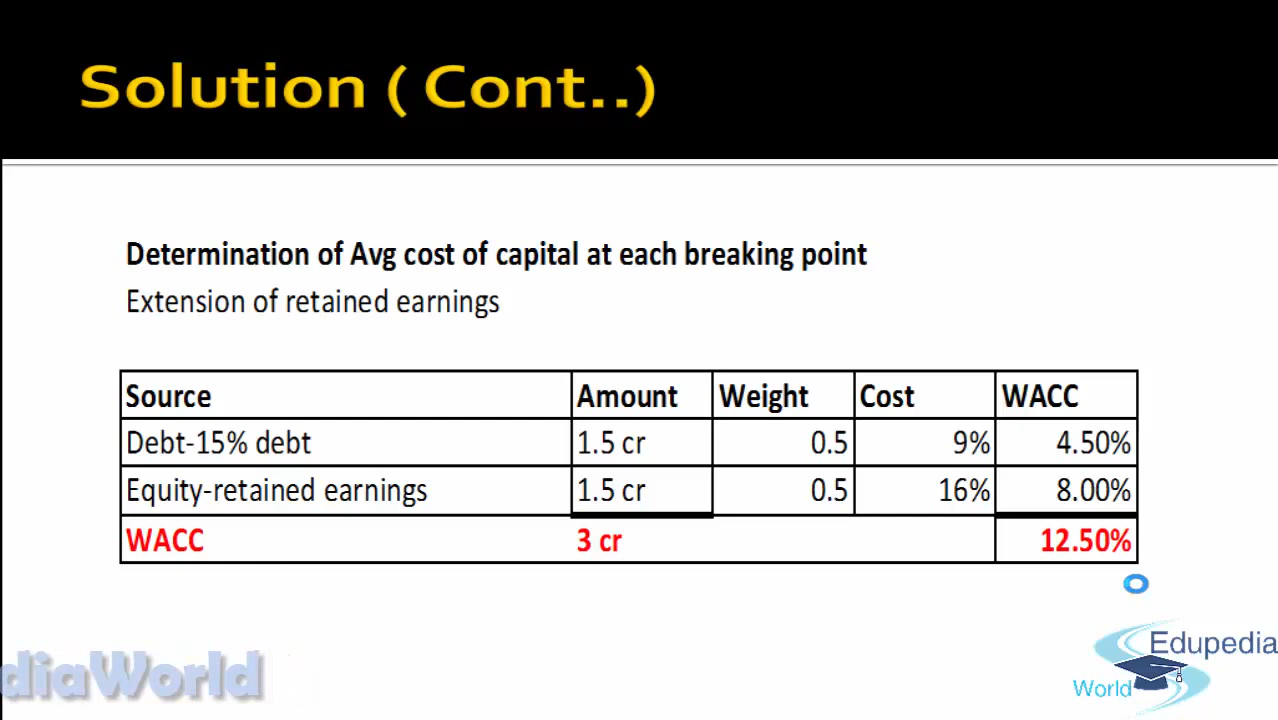 Solution ( Cont..)
Determination of Avg cost of capital at each breaking point
Extension of retained earnings
Source Amount Weight Cost WACC
Debt-15% debt 1.5 cr 0.5 9% 4.50%
Equity-retained earnings 1.5 cr 0.5 16% 8.00%
WACC 3 cr 12.50%
Edupedia
World
diaWorld